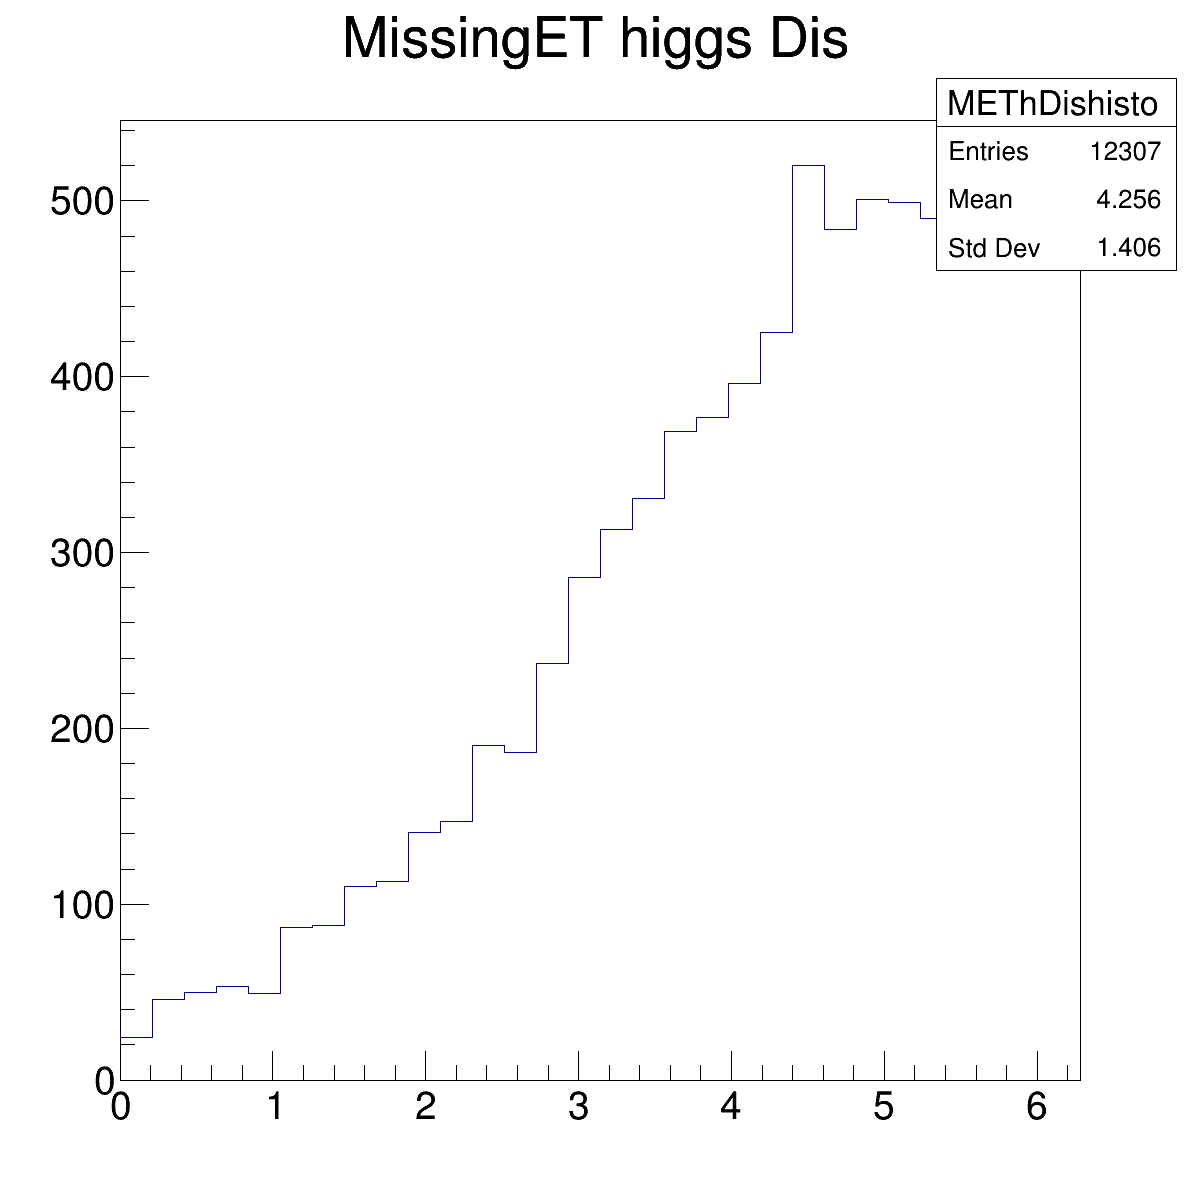 MissingET higgs Dis
METhDishisto
Entries 12307
Mean 4.256
Std Dev 1.406
500
400
300
200
100
0
0 1 2 3 4 5 6